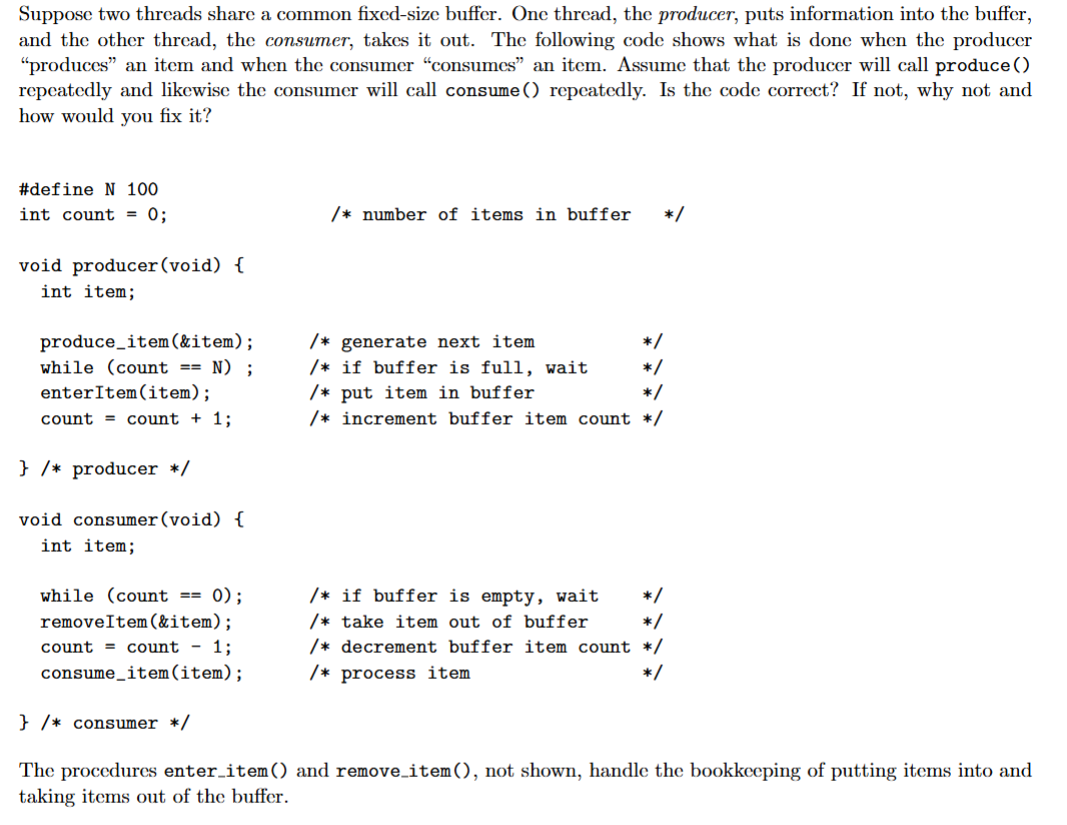 Suppose two threads share a common fixed-size buffer. One thread, the producer, puts information into the buffer,
and the other thread, the consumer, takes it out. The following code shows what is done when the producer
“produces” an item and when the consumer “consumes” an item. Assume that the producer will call produce()
repeatedly and likewise the consumer will call consume() repeatedly. Is the code correct? If not, why not and
how would you fix it?
#define N 100
int count = 0; /* number of items in buffer */
void producer(void) {
int item;
produce_item(&item); /* generate next item */
while (count == N) ; /* if buffer is full, wait */
enterItem(item); /* put item in buffer */
count = count + 1; /* increment buffer item count */
} /* producer */
void consumer(void) {
int item;
while (count == 0); /* if buffer is empty, wait */
removeItem(&item); /* take item out of buffer */
count = count - 1; /* decrement buffer item count */
consume_item(item); /* process item */
} /* consumer */
The procedures enter_item() and remove_item(), not shown, handle the bookkeeping of putting items into and
taking items out of the buffer.